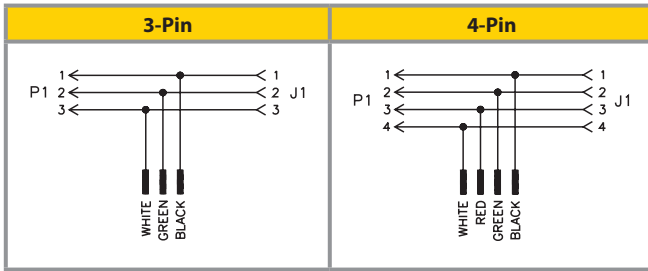 3-Pin
4-Pin
1 1
P1 2 2 J1
3 3
WHITE
GREEN
BLACK
1 1
P1 2 2 J1
3 3
4 4
WHITE
RED
GREEN
BLACK